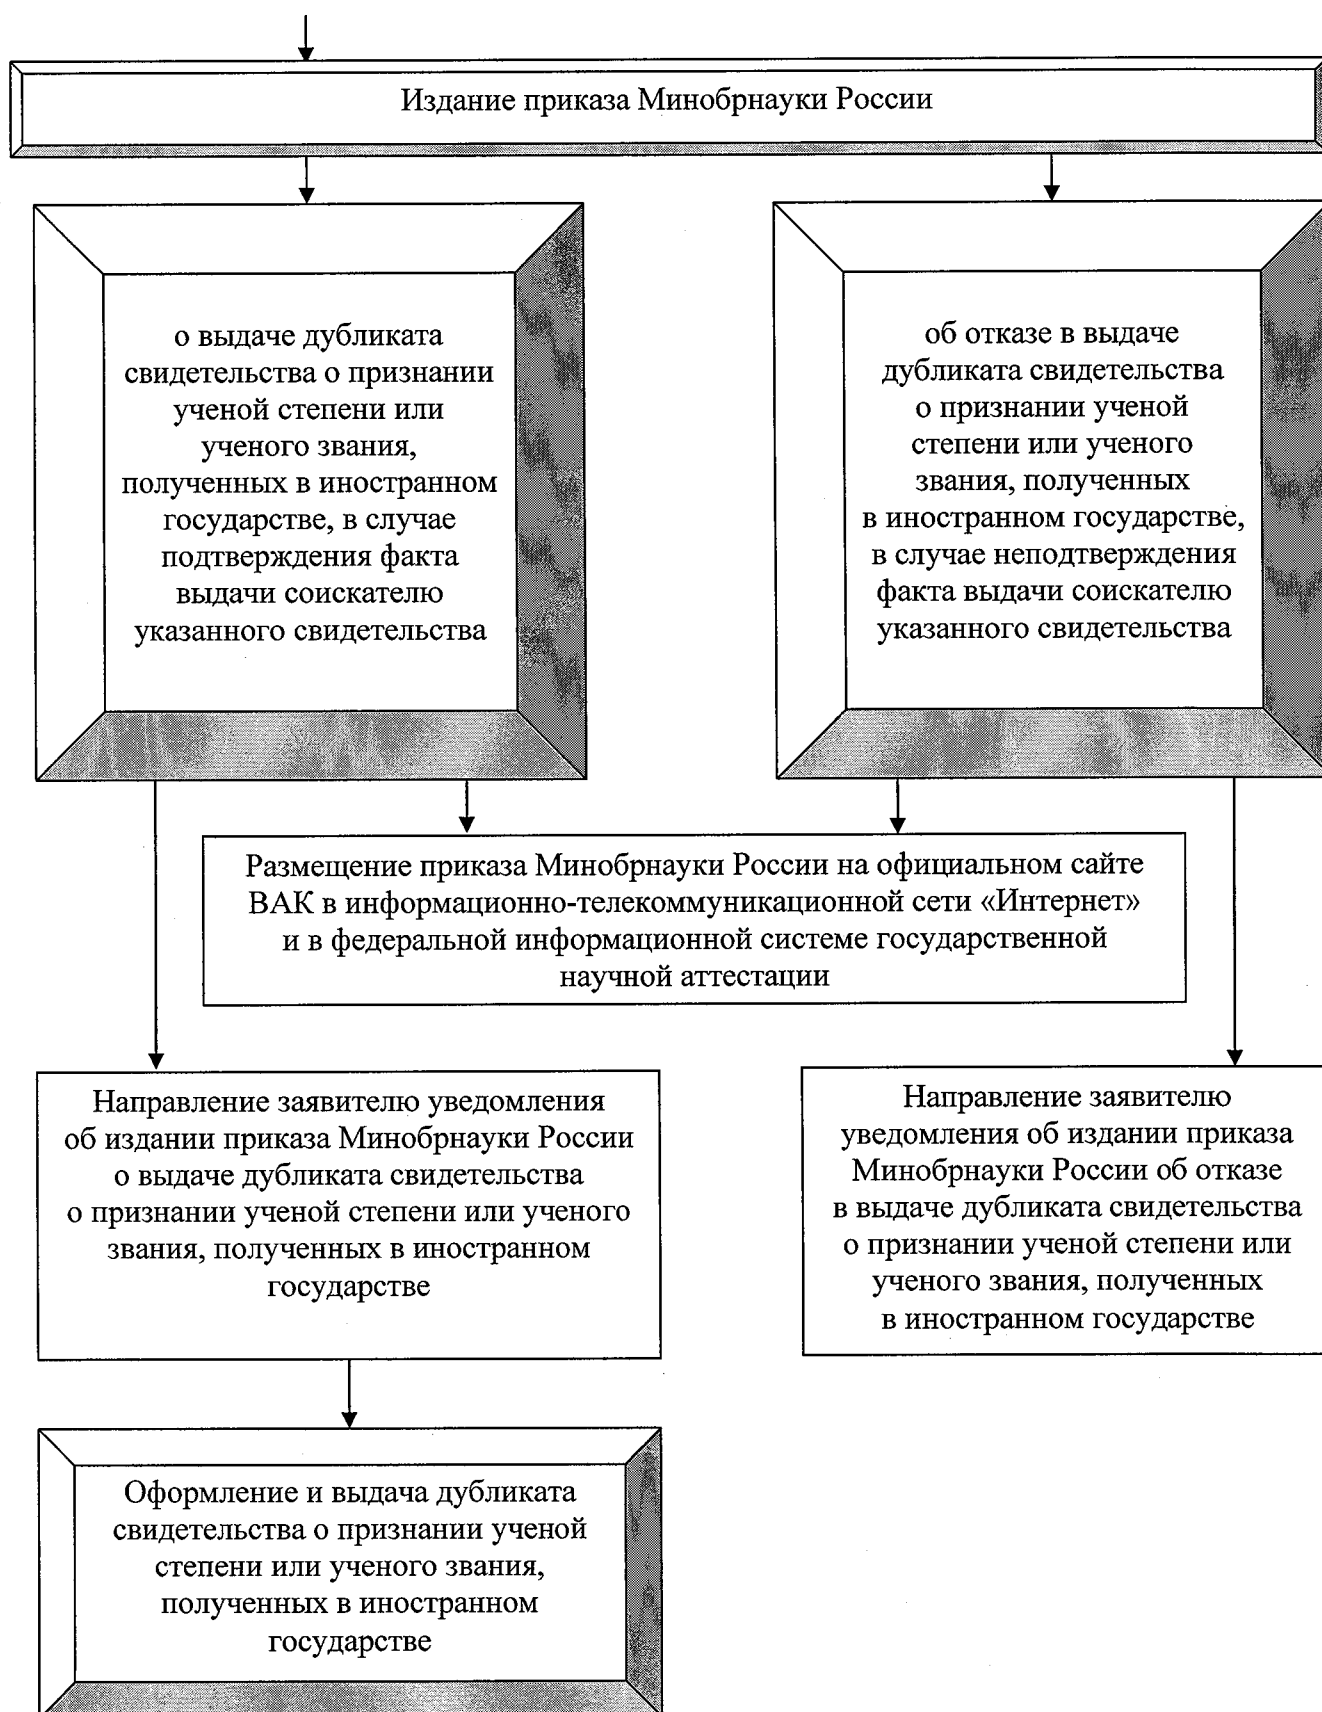 Издание приказа Минобрнауки России
о выдаче дубликата
свидетельства о признании
ученой степени или
ученого звания,
полученных в иностранном
государстве, в случае
подтверждения факта
выдачи соискателю
указанного свидетельства
об отказе в выдаче
дубликата свидетельства
о признании ученой
степени или ученого
звания, полученных
в иностранном государстве,
в случае неподтверждения
факта выдачи соискателю
указанного свидетельства
Размещение приказа Минобрнауки России на официальном сайте
ВАК в информационно-телекоммуникационной сети «Интернет»
и в федеральной информационной системе государственной
научной аттестации
Направление заявителю уведомления
об издании приказа Минобрнауки России
о выдаче дубликата свидетельства
о признании ученой степени или ученого
звания, полученных в иностранном
государстве
Направление заявителю
уведомления об издании приказа
Минобрнауки России об отказе
в выдаче дубликата свидетельства
о признании ученой степени или
ученого звания, полученных
в иностранном государстве
Оформление и выдача дубликата
свидетельства о признании ученой
степени или ученого звания,
полученных в иностранном
государстве